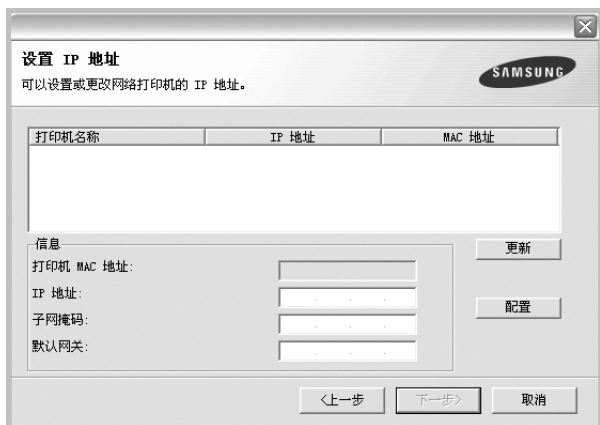 设置 IP 地址
可以设置或更改网络打印机的 IP 地址。
SAMSUNG
打印机名称 IP 地址 MAC 地址
信息
更新
打印机 MAC 地址:
IP 地址:
配置
子网掩码:
默认网关:
<上一步 下一步> 取消